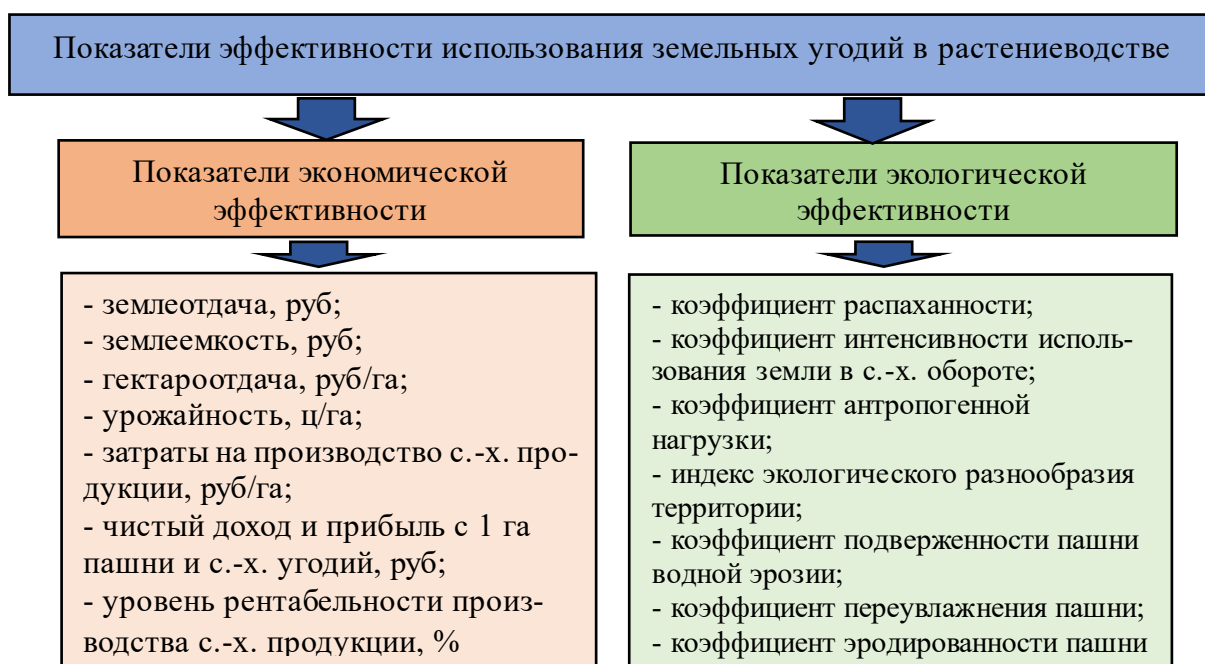 Показатели эффективности использования земельных угодий в растениеводстве
Показатели экономической
эффективности
Показатели экологической
эффективности
- землеотдача, руб;
- землеемкость, руб;
- гектароотдача, руб/га;
- урожайность, ц/га;
- затраты на производство с.-х. про-
дукции, руб/га;
- чистый доход и прибыль с 1 га
пашни и с.-х. угодий, руб;
- уровень рентабельности произ-
водства с.-х. продукции, %
- коэффициент распаханности;
- коэффициент интенсивности исполь-
зования земли в с.-х. обороте;
- коэффициент антропогенной
нагрузки;
- индекс экологического разнообразия
территории;
- коэффициент подверженности пашни
водной эрозии;
- коэффициент переувлажнения пашни;
- коэффициент эродированности пашни